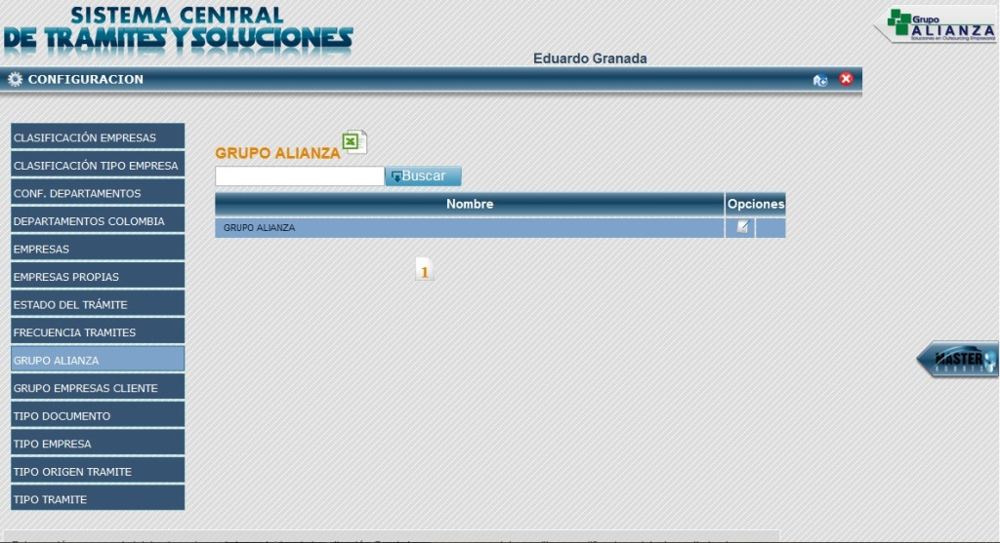 SISTEMA CENTRAL
DE TRAMITES Y SOLUCIONES
Grupo
ALIANZA
Soluciones en Outsourcing Empresarial
Eduardo Granada
CONFIGURACION
CLASIFICACIÓN EMPRESAS
CLASIFICACIÓN TIPO EMPRESA
CONF. DEPARTAMENTOS
DEPARTAMENTOS COLOMBIA
EMPRESAS
EMPRESAS PROPIAS
ESTADO DEL TRÁMITE
FRECUENCIA TRAMITES
GRUPO ALIANZA
GRUPO EMPRESAS CLIENTE
TIPO DOCUMENTO
TIPO EMPRESA
TIPO ORIGEN TRAMITE
TIPO TRAMITE
GRUPO ALIANZA
Buscar
Nombre Opciones
GRUPO ALIANZA
1
MASTER